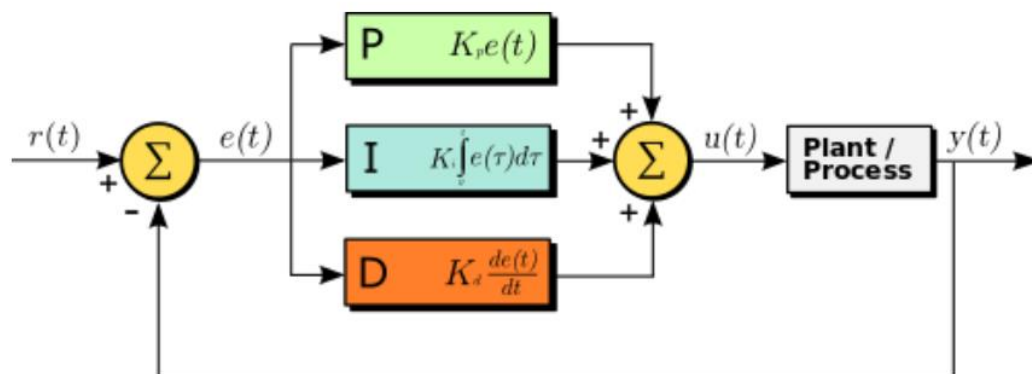 P K_p e(t)
r(t) Σ e(t) I K_i ∫ e(τ)dτ Σ u(t) Plant / Process y(t)
+ - + + +
D K_d de(t)/dt